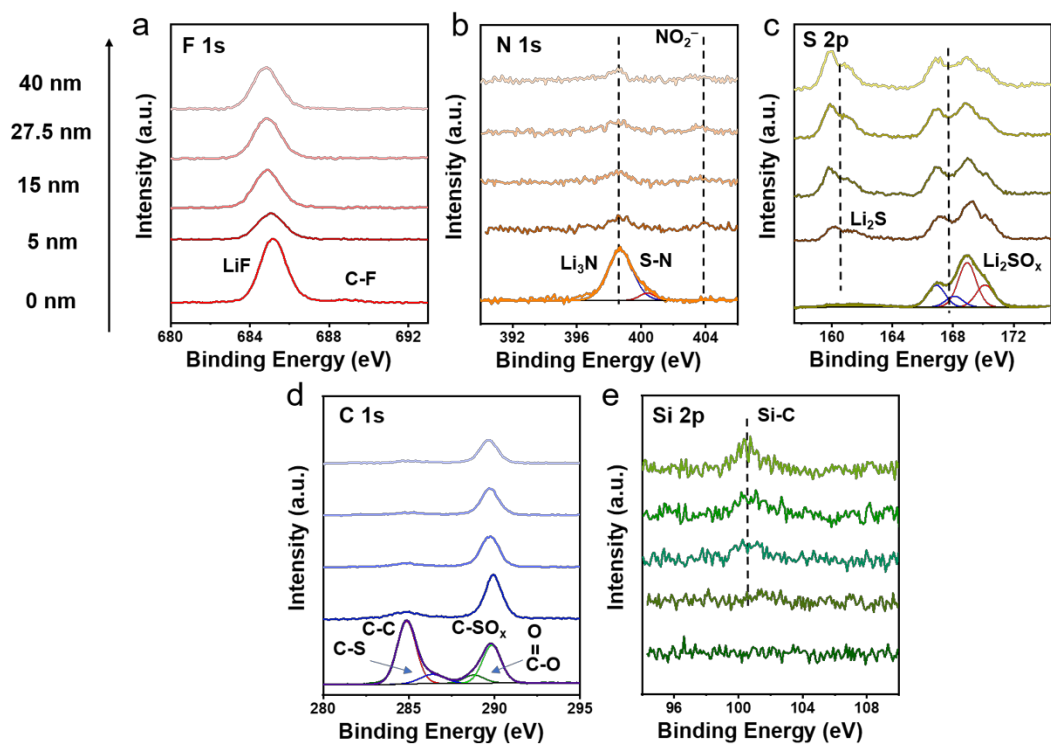 a
F 1s
40 nm
27.5 nm
15 nm
5 nm
0 nm
Intensity (a.u.)
LiF
C-F
680 684 688 692
Binding Energy (eV)
b
N 1s
NO₂⁻
Intensity (a.u.)
Li₃N
S-N
392 396 400 404
Binding Energy (eV)
c
S 2p
Intensity (a.u.)
Li₂S
Li₂SOₓ
160 164 168 172
Binding Energy (eV)
d
C 1s
Intensity (a.u.)
C-C
C-S
C-SOₓ
O
=
C-O
280 285 290 295
Binding Energy (eV)
e
Si 2p
Si-C
Intensity (a.u.)
96 100 104 108
Binding Energy (eV)